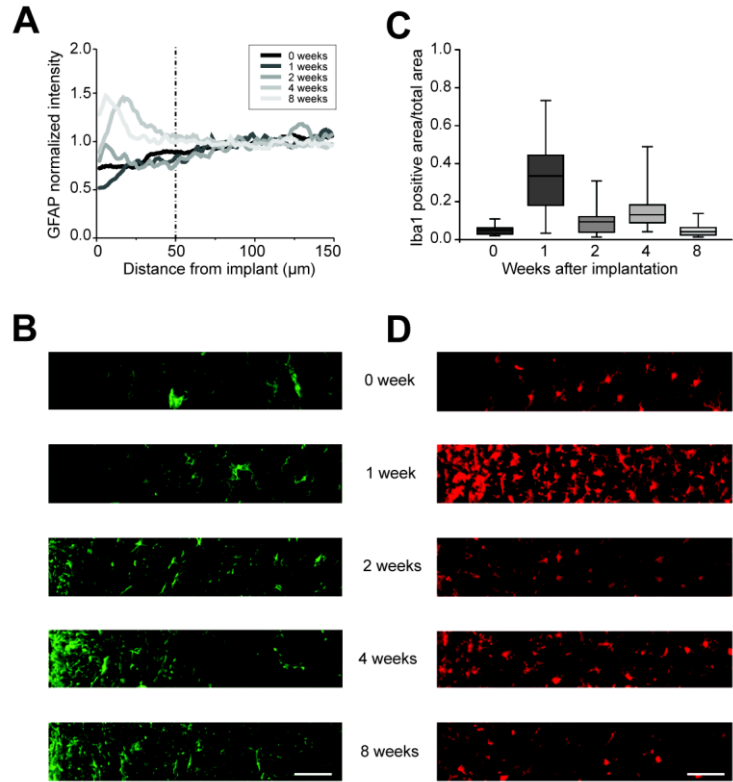 A
2.0
1.5
1.0
0.5
0
50
100
150
GFAP normalized intensity
Distance from implant (µm)
0 weeks
1 weeks
2 weeks
4 weeks
8 weeks
C
1.0
0.8
0.6
0.4
0.2
0.0
Iba1 positive area/total area
0
1
2
4
8
Weeks after implantation
B
D
0 week
1 week
2 weeks
4 weeks
8 weeks